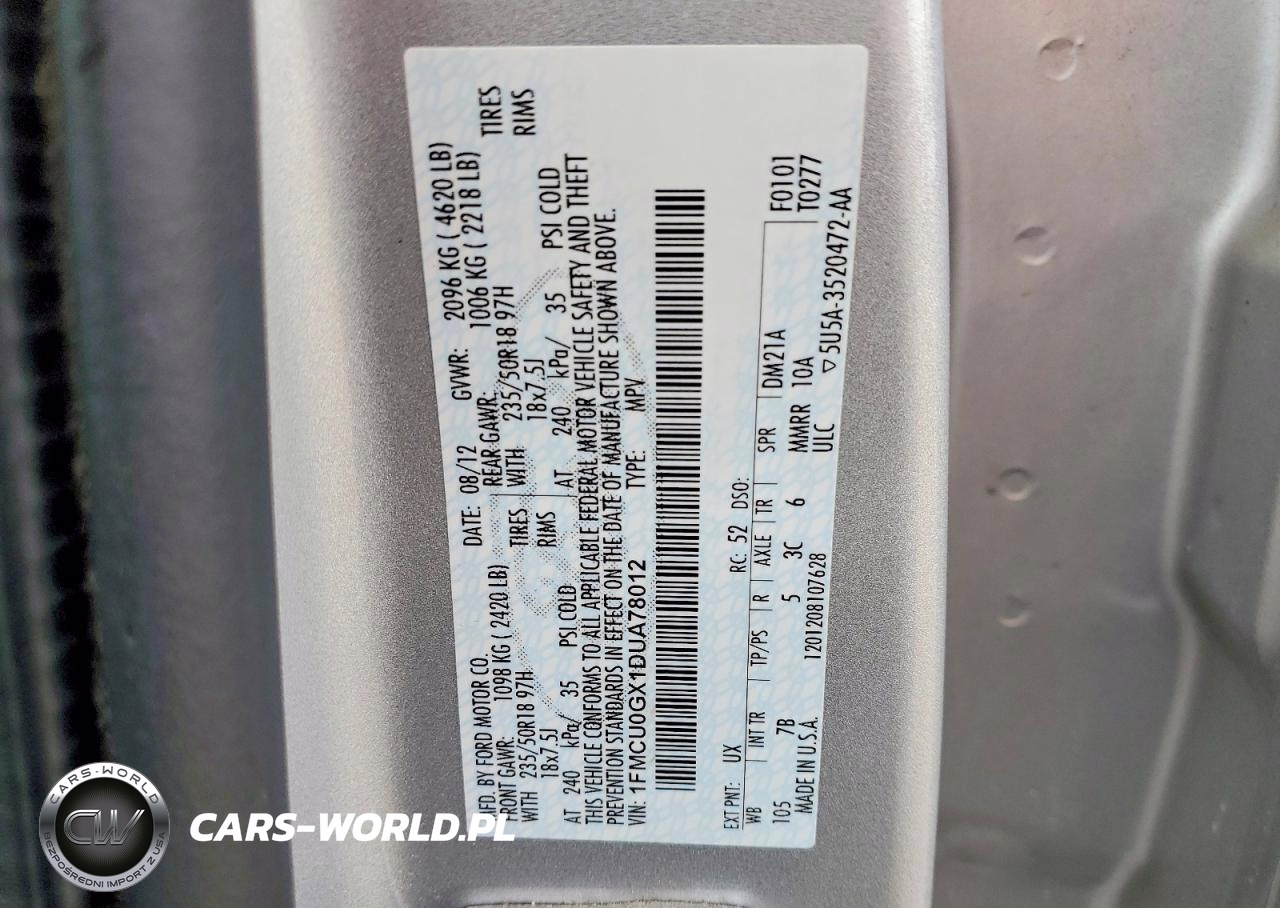 MFD. BY FORD MOTOR CO. DATE: 08/12 GVWR: 2096 KG ( 4620 LB)
FRONT GAWR: 1098 KG ( 2420 LB) REAR GAWR: 1006 KG ( 2218 LB)
WITH 235/50R18 97H TIRES WITH 235/50R18 97H TIRES
18x7.5J RIMS 18x7.5J RIMS
AT 240 kPa/ 35 PSI COLD AT 240 kPa/ 35 PSI COLD
THIS VEHICLE CONFORMS TO ALL APPLICABLE FEDERAL MOTOR VEHICLE SAFETY AND THEFT
PREVENTION STANDARDS IN EFFECT ON THE DATE OF MANUFACTURE SHOWN ABOVE.
VIN: 1FMCU0GX1DUA78012 TYPE: MPV
EXT PNT: UX RC: 52 DSO: F0101
WB INT TR TP/PS R AXLE TR SPR DM21A T0277
105 7B 5 3C 6 MMRR 10A
MADE IN U.S.A. 1201208107628 ULC ▽5U5A-3520472-AA
CARS-WORLD
CW
BEZPOŚREDNI IMPORT Z USA
CARS-WORLD.PL